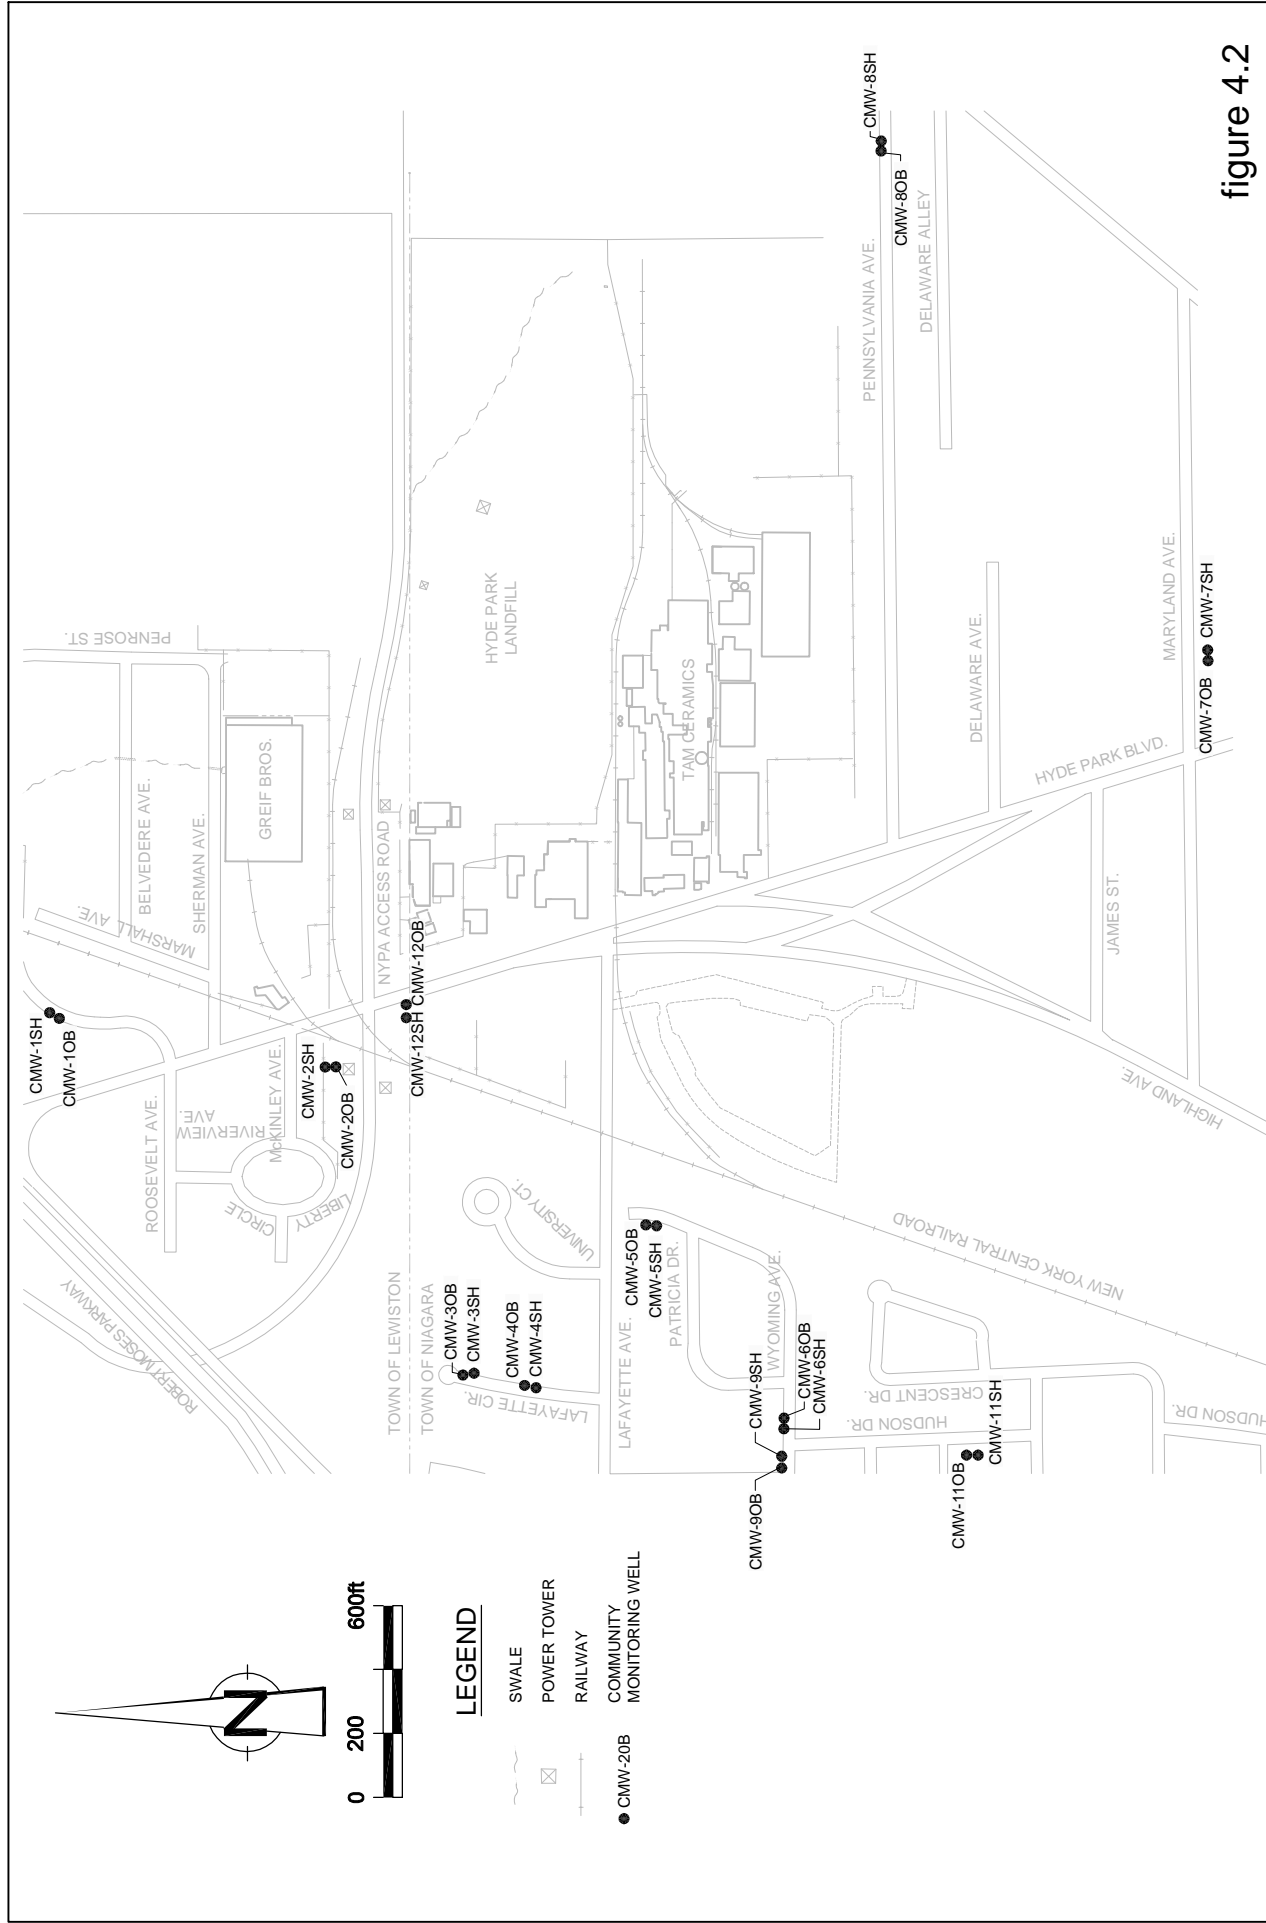 CMW-1SH
CMW-1OB
ROOSEVELT AVE.
RIVERVIEW
AVE.
McKINLEY AVE.
LIBERTY
CIRCLE
ROBERT MOSES PARKWAY
MARSHALL AVE.
BELVEDERE AVE.
SHERMAN AVE.
PENROSE ST.
GREIF BROS.
CMW-2SH
CMW-2OB
NYPA ACCESS ROAD
CMW-12SH
CMW-12OB
TOWN OF LEWISTON
TOWN OF NIAGARA
HYDE PARK
LANDFILL
CMW-3OB
CMW-3SH
CMW-4OB
CMW-4SH
LAFAYETTE CIR.
UNIVERSITY CT.
LAFAYETTE AVE.
CMW-5OB
CMW-5SH
PATRICIA DR.
TAM CERAMICS
WYOMING AVE.
CMW-9OB
CMW-9SH
CMW-6OB
CMW-6SH
HUDSON DR.
CRESCENT DR.
NEW YORK CENTRAL RAILROAD
CMW-11OB
CMW-11SH
HUDSON DR.
PENNSYLVANIA AVE.
CMW-8SH
CMW-8OB
DELAWARE ALLEY
DELAWARE AVE.
HYDE PARK BLVD.
JAMES ST.
HIGHLAND AVE.
MARYLAND AVE.
CMW-7OB
CMW-7SH
N
0
200
600ft
LEGEND
SWALE
POWER TOWER
RAILWAY
CMW-20B
COMMUNITY
MONITORING WELL
figure 4.2